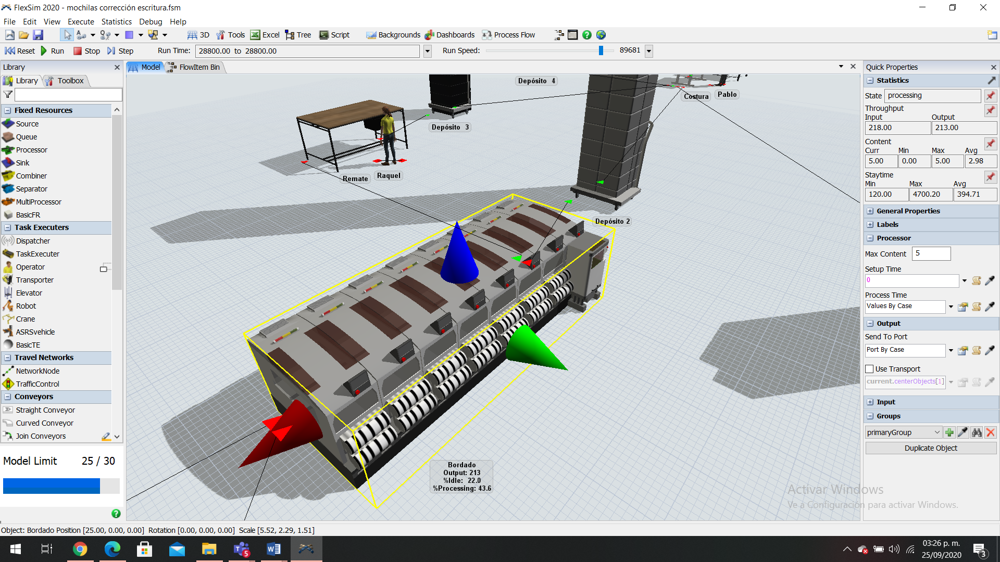 FlexSim 2020 - mochilas corrección escritura.fsm
File Edit View Execute Statistics Debug Help
3D Tools Excel Tree Script Backgrounds Dashboards Process Flow
Reset Run Stop Step Run Time: 28800.00 to 28800.00 Run Speed: 89681
Library
Library Toolbox
Fixed Resources
Source
Queue
Processor
Sink
Combiner
Separator
MultiProcessor
BasicFR
Task Executers
Dispatcher
TaskExecuter
Operator
Transporter
Elevator
Robot
Crane
ASRSvehicle
BasicTE
Travel Networks
NetworkNode
TrafficControl
Conveyors
Straight Conveyor
Curved Conveyor
Join Conveyors
Model Limit 25 / 30
Model FlowItem Bin
Depósito 4
Costura
Pablo
Depósito 3
Remate
Raquel
Depósito 2
Bordado
Output: 213
%Idle: 22.0
%Processing: 43.6
Quick Properties
Statistics
State processing
Throughput
Input Output
218.00 213.00
Content
Curr Min Max Avg
5.00 0.00 5.00 2.98
Staytime
Min Max Avg
120.00 4700.20 394.71
General Properties
Labels
Processor
Max Content 5
Setup Time
0
Process Time
Values By Case
Output
Send To Port
Port By Case
Use Transport
current.centerObjects[1]
Input
Groups
primaryGroup
Duplicate Object
Activar Windows
Ve a Configuración para activar Windows.
Object: Bordado Position [25.00, 0.00, 0.00] Rotation [0.00, 0.00, 0.00] Scale [5.52, 2.29, 1.51]
5
03:26 p. m.
25/09/2020
3